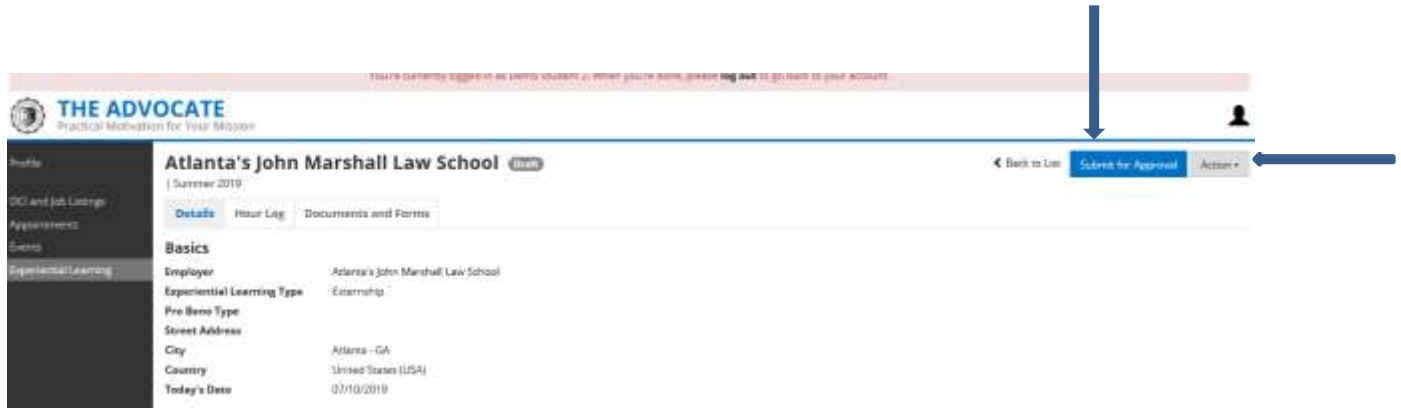 You're currently logged in as Demo Student 2. When you're done, please log out to go back to your account.
THE ADVOCATE
Practical Motivation for Your Mission
Profile
OCI and Job Listings
Appointments
Events
Experiential Learning
Atlanta's John Marshall Law School Draft
| Summer 2019
Back to List Submit for Approval Action
Details Hour Log Documents and Forms
Basics
Employer Atlanta's John Marshall Law School
Experiential Learning Type Externship
Pro Bono Type
Street Address
City Atlanta - GA
Country United States (USA)
Today's Date 07/10/2019